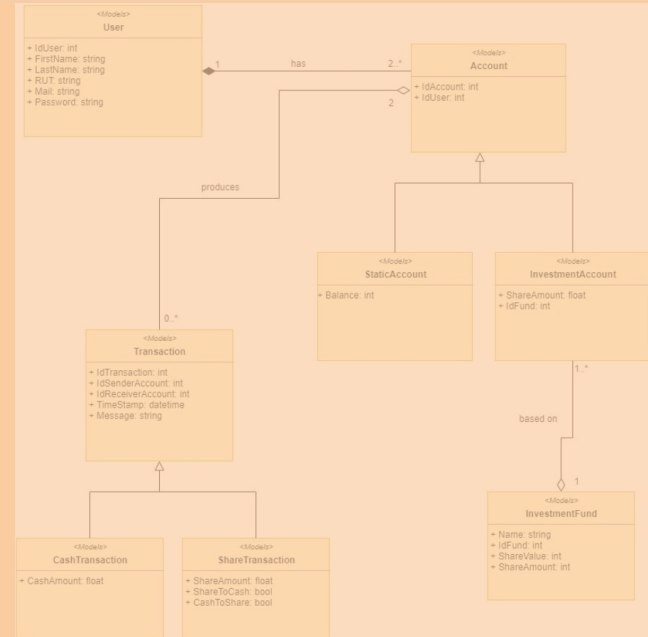 <Models>
User
+ IdUser: int
+ FirstName: string
+ LastName: string
+ RUT: string
+ Mail: string
+ Password: string
1
has
2..*
<Models>
Account
+ IdAccount: int
+ IdUser: int
2
produces
0..*
<Models>
StaticAccount
+ Balance: int
<Models>
InvestmentAccount
+ ShareAmount: float
+ IdFund: int
1..*
based on
1
<Models>
Transaction
+ IdTransaction: int
+ IdSenderAccount: int
+ IdReceiverAccount: int
+ TimeStamp: datetime
+ Message: string
<Models>
InvestmentFund
+ Name: string
+ IdFund: int
+ ShareValue: int
+ ShareAmount: int
<Models>
CashTransaction
+ CashAmount: float
<Models>
ShareTransaction
+ ShareAmount: float
+ ShareToCash: bool
+ CashToShare: bool